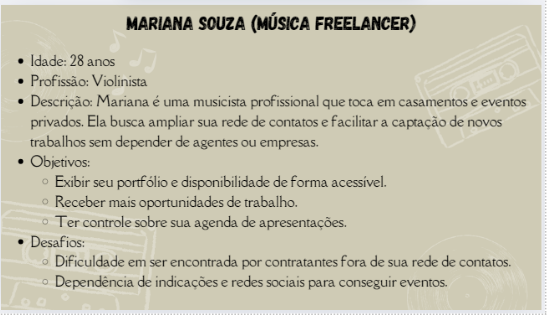 MARIANA SOUZA (MÚSICA FREELANCER)
• Idade: 28 anos
• Profissão: Violinista
• Descrição: Mariana é uma musicista profissional que toca em casamentos e eventos
privados. Ela busca ampliar sua rede de contatos e facilitar a captação de novos
trabalhos sem depender de agentes ou empresas.
• Objetivos:
◦ Exibir seu portfólio e disponibilidade de forma acessível.
◦ Receber mais oportunidades de trabalho.
◦ Ter controle sobre sua agenda de apresentações.
• Desafios:
◦ Dificuldade em ser encontrada por contratantes fora de sua rede de contatos.
◦ Dependência de indicações e redes sociais para conseguir eventos.